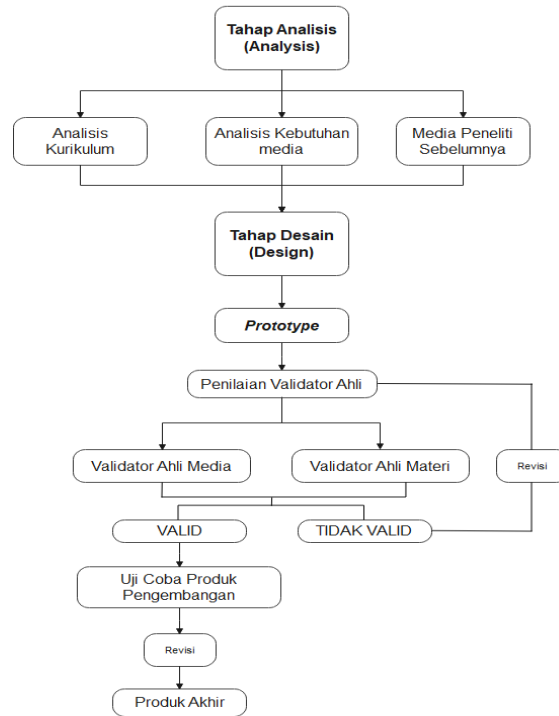 Tahap Analisis
(Analysis)
Analisis
Kurikulum
Analisis Kebutuhan
media
Media Peneliti
Sebelumnya
Tahap Desain
(Design)
Prototype
Penilaian Validator Ahli
Validator Ahli Media
Validator Ahli Materi
Revisi
VALID
TIDAK VALID
Uji Coba Produk
Pengembangan
Revisi
Produk Akhir